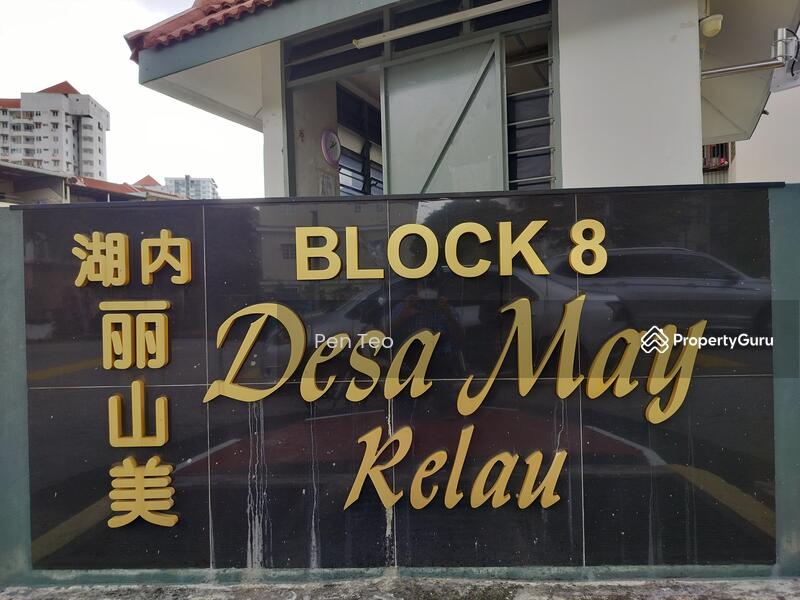 湖内
丽山美
BLOCK 8
Desa May
Relau
Pen Teo
PropertyGuru